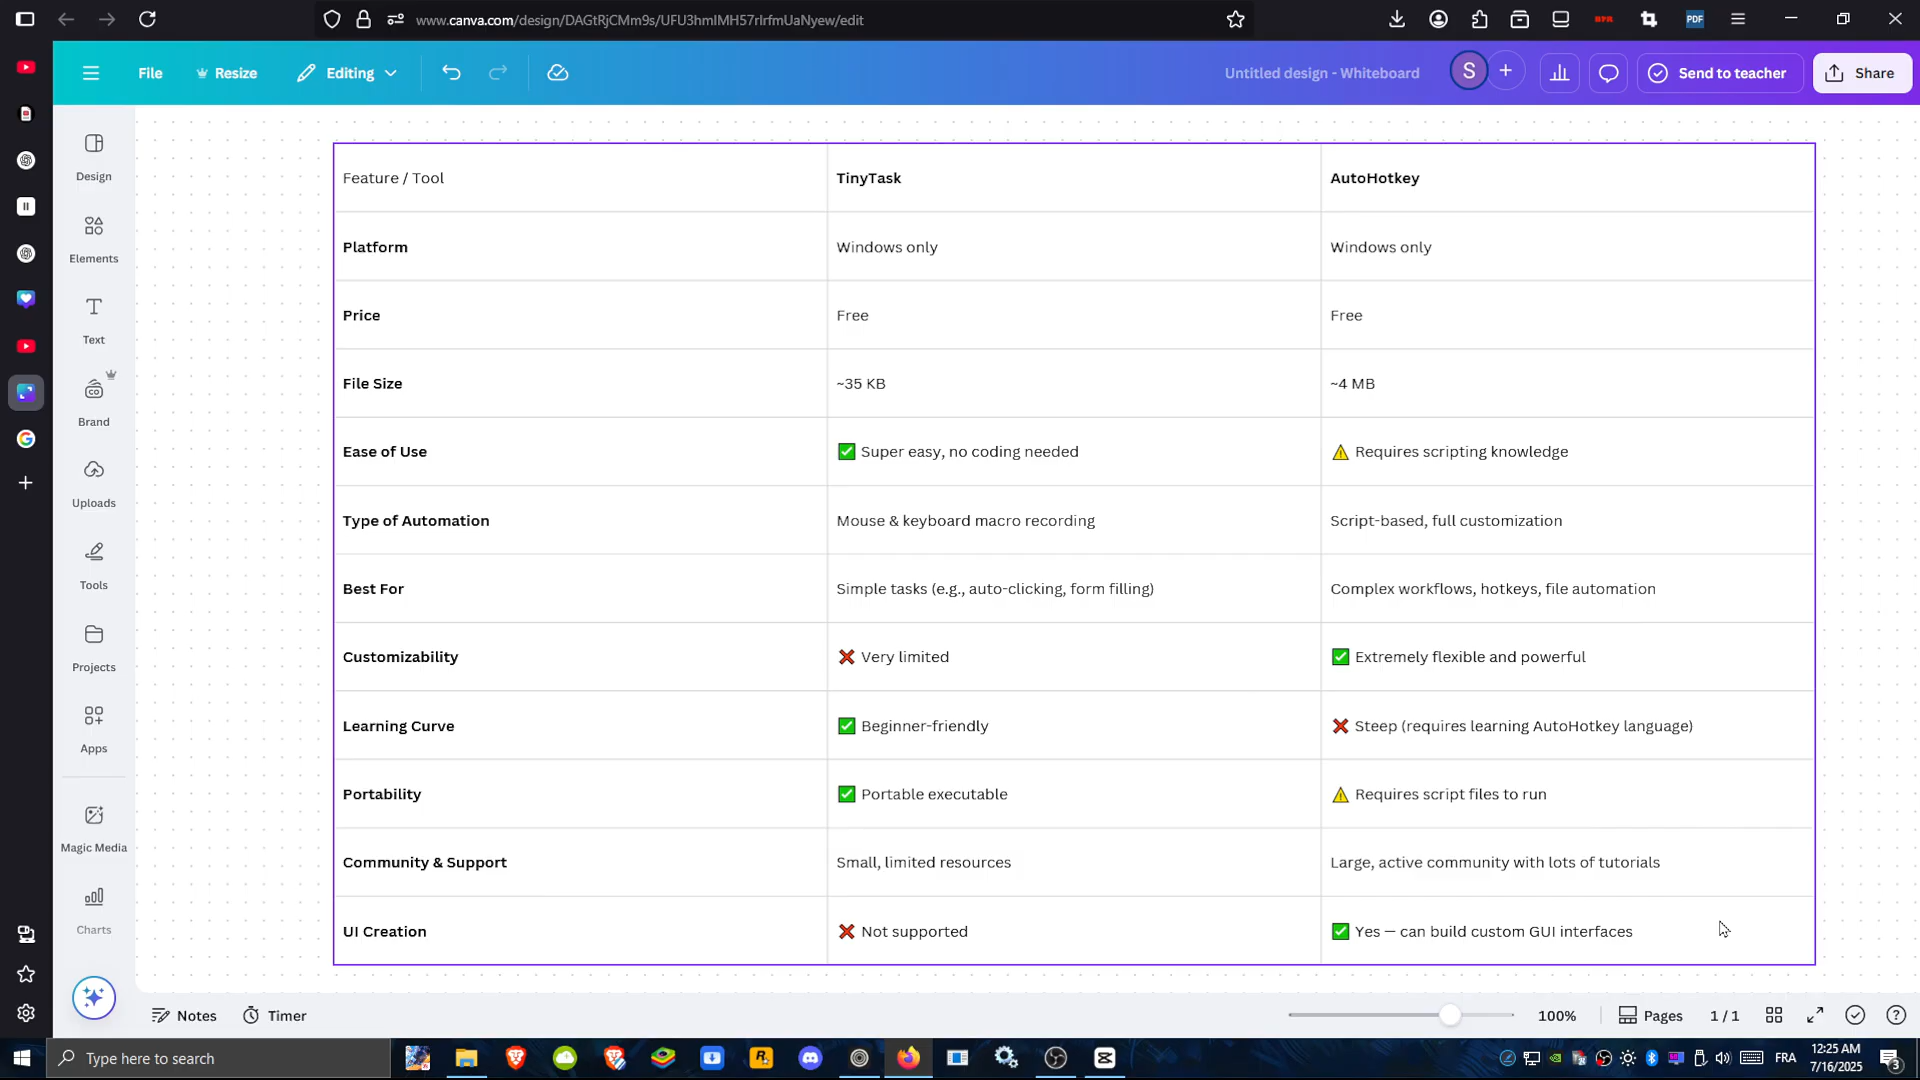 www.canva.com/design/DAGtRjCMm9s/UFU3hmIMH57rIrfmUaNyew/edit
PDF
File
Resize
Editing
Untitled design - Whiteboard
S
Send to teacher
Share
Design
Elements
Text
Brand
Uploads
Tools
Projects
Apps
Magic Media
Charts
Feature / Tool TinyTask AutoHotkey
Platform Windows only Windows only
Price Free Free
File Size ~35 KB ~4 MB
Ease of Use ✅ Super easy, no coding needed ⚠️ Requires scripting knowledge
Type of Automation Mouse & keyboard macro recording Script-based, full customization
Best For Simple tasks (e.g., auto-clicking, form filling) Complex workflows, hotkeys, file automation
Customizability ❌ Very limited ✅ Extremely flexible and powerful
Learning Curve ✅ Beginner-friendly ❌ Steep (requires learning AutoHotkey language)
Portability ✅ Portable executable ⚠️ Requires script files to run
Community & Support Small, limited resources Large, active community with lots of tutorials
UI Creation ❌ Not supported ✅ Yes — can build custom GUI interfaces
Notes
Timer
100%
Pages
1 / 1
Type here to search
FRA
12:25 AM
7/16/2025
3